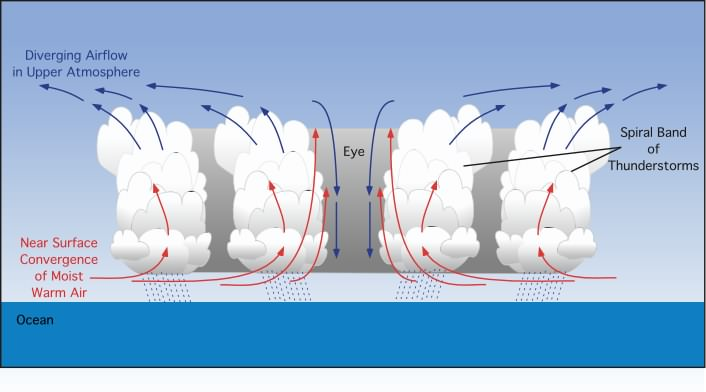 Diverging Airflow
in Upper Atmosphere
Eye
Spiral Band
of
Thunderstorms
Near Surface
Convergence
of Moist
Warm Air
Ocean